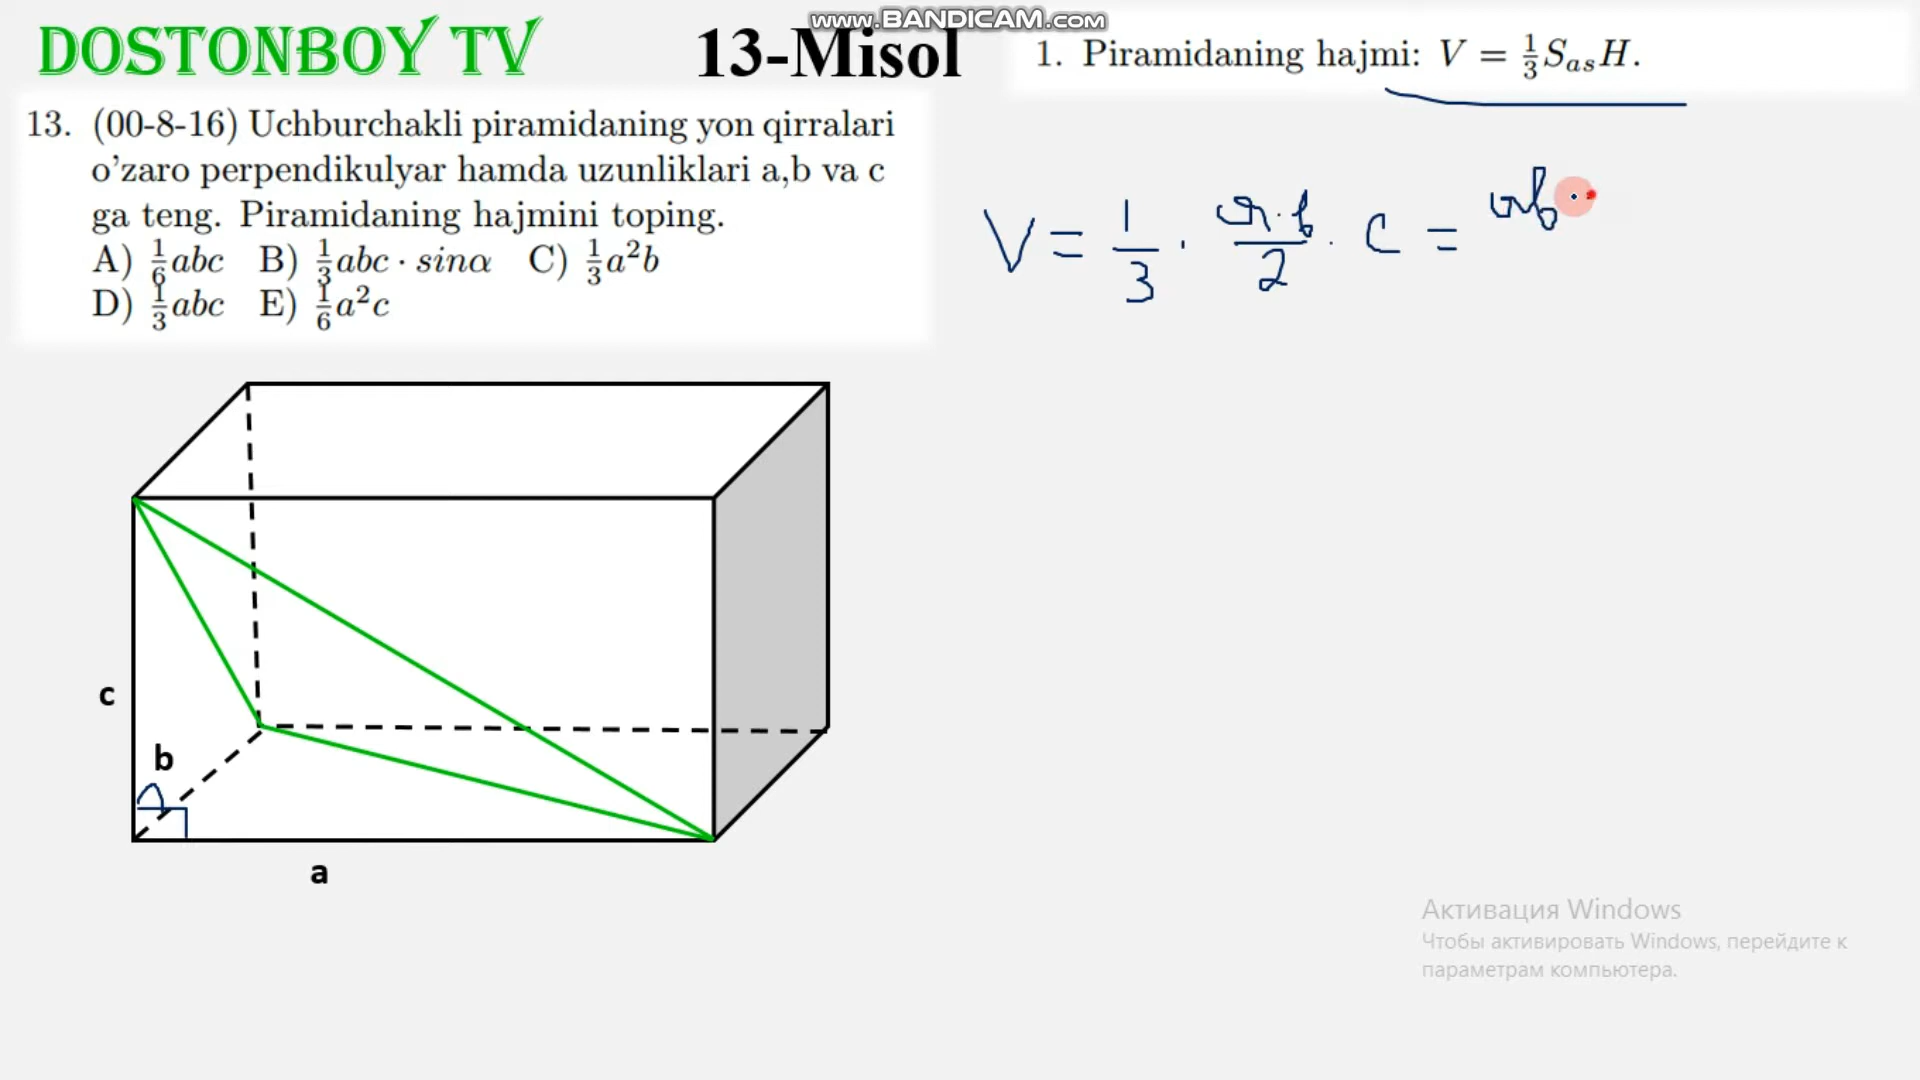 www.BANDICAM.com
DOSTONBOY TV
13-Misol
1. Piramidaning hajmi: V = 1/3 S_as H.
13. (00-8-16) Uchburchakli piramidaning yon qirralari
o’zaro perpendikulyar hamda uzunliklari a,b va c
ga teng. Piramidaning hajmini toping.
A) 1/6 abc B) 1/3 abc · sinα C) 1/3 a²b
D) 1/3 abc E) 1/6 a²c
V = 1/3 · a·b/2 · c = ab
c
b
a
Активация Windows
Чтобы активировать Windows, перейдите к
параметрам компьютера.